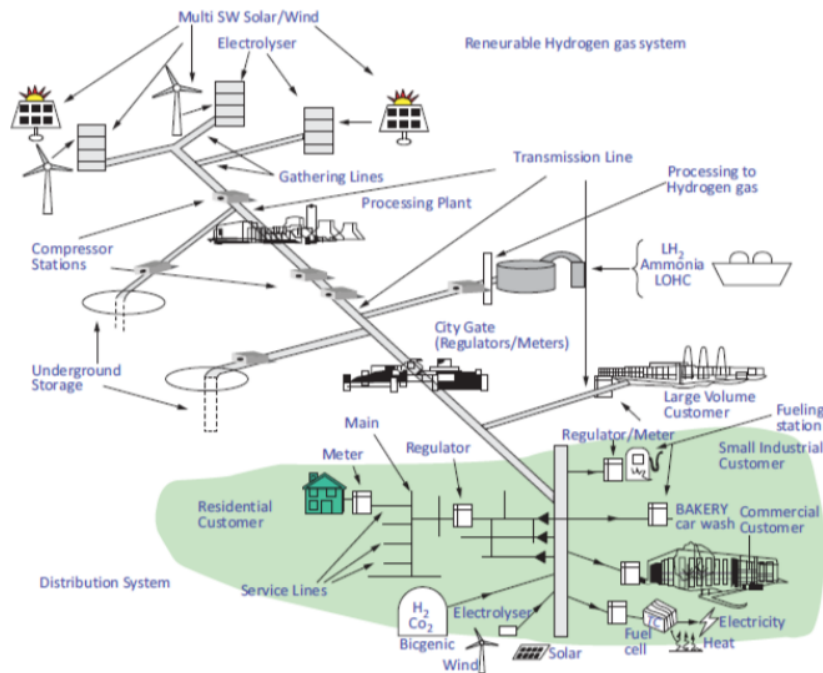 Multi SW Solar/Wind
Electrolyser
Reneurable Hydrogen gas system
Gathering Lines
Transmission Line
Processing to
Hydrogen gas
Processing Plant
Compressor
Stations
LH2
Ammonia
LOHC
City Gate
(Regulators/Meters)
Underground
Storage
Large Volume
Customer
Fueling
station
Main
Regulator/Meter
Small Industrial
Customer
Meter
Regulator
Residential
Customer
BAKERY
car wash
Commercial
Customer
Distribution System
Service Lines
H2
Co2
Electrolyser
Bicgenic
Wind
Solar
Fuel
cell
Electricity
Heat